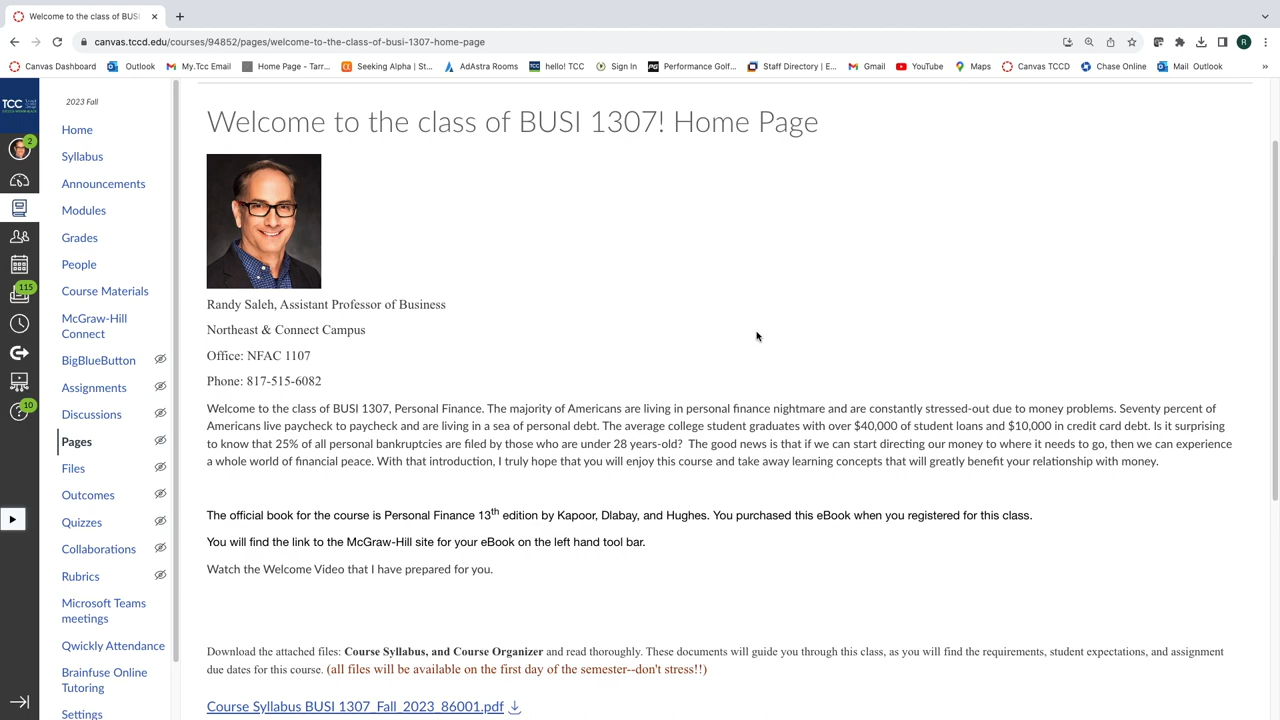 Welcome to the class of BUSI
canvas.tccd.edu/courses/94852/pages/welcome-to-the-class-of-busi-1307-home-page
Canvas Dashboard
Outlook
My.Tcc Email
Home Page - Tarr...
Seeking Alpha | St...
AdAstra Rooms
hello! TCC
Sign In
Performance Golf...
Staff Directory | E...
Gmail
YouTube
Maps
Canvas TCCD
Chase Online
Mail Outlook
»
R
TCC
2
115
10
2023 Fall
Home
Syllabus
Announcements
Modules
Grades
People
Course Materials
McGraw-Hill
Connect
BigBlueButton
Assignments
Discussions
Pages
Files
Outcomes
Quizzes
Collaborations
Rubrics
Microsoft Teams
meetings
Qwickly Attendance
Brainfuse Online
Tutoring
Settings
Welcome to the class of BUSI 1307! Home Page
Randy Saleh, Assistant Professor of Business
Northeast & Connect Campus
Office: NFAC 1107
Phone: 817-515-6082
Welcome to the class of BUSI 1307, Personal Finance. The majority of Americans are living in personal finance nightmare and are constantly stressed-out due to money problems. Seventy percent of
Americans live paycheck to paycheck and are living in a sea of personal debt. The average college student graduates with over $40,000 of student loans and $10,000 in credit card debt. Is it surprising
to know that 25% of all personal bankruptcies are filed by those who are under 28 years-old? The good news is that if we can start directing our money to where it needs to go, then we can experience
a whole world of financial peace. With that introduction, I truly hope that you will enjoy this course and take away learning concepts that will greatly benefit your relationship with money.
The official book for the course is Personal Finance 13th edition by Kapoor, Dlabay, and Hughes. You purchased this eBook when you registered for this class.
You will find the link to the McGraw-Hill site for your eBook on the left hand tool bar.
Watch the Welcome Video that I have prepared for you.
Download the attached files: Course Syllabus, and Course Organizer and read thoroughly. These documents will guide you through this class, as you will find the requirements, student expectations, and assignment
due dates for this course. (all files will be available on the first day of the semester--don't stress!!)
Course Syllabus BUSI 1307_Fall_2023_86001.pdf